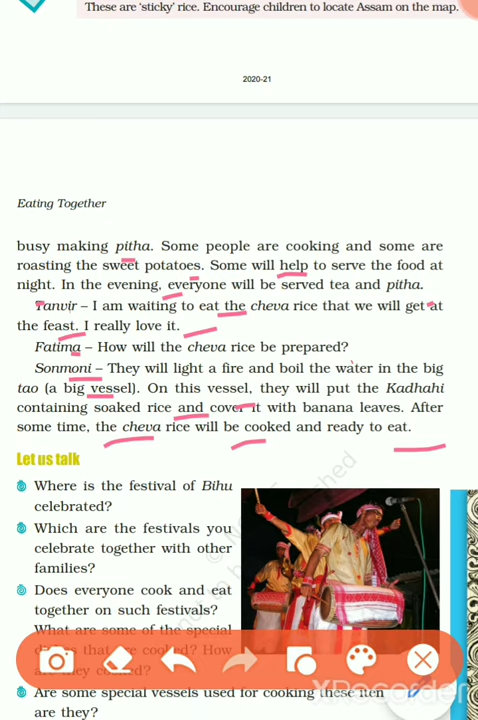 These are ‘sticky’ rice. Encourage children to locate Assam on the map.
2020-21
Eating Together
busy making pitha. Some people are cooking and some are
roasting the sweet potatoes. Some will help to serve the food at
night. In the evening, everyone will be served tea and pitha.
Tanvir – I am waiting to eat the cheva rice that we will get at
the feast. I really love it.
Fatima – How will the cheva rice be prepared?
Sonmoni – They will light a fire and boil the water in the big
tao (a big vessel). On this vessel, they will put the Kadhahi
containing soaked rice and cover it with banana leaves. After
some time, the cheva rice will be cooked and ready to eat.
Let us talk
Where is the festival of Bihu
celebrated?
Which are the festivals you
celebrate together with other
families?
Does everyone cook and eat
together on such festivals?
What are some of the special
that are cooked? How
are they cooked?
Are some special vessels used for cooking these
are they?
XRecorder